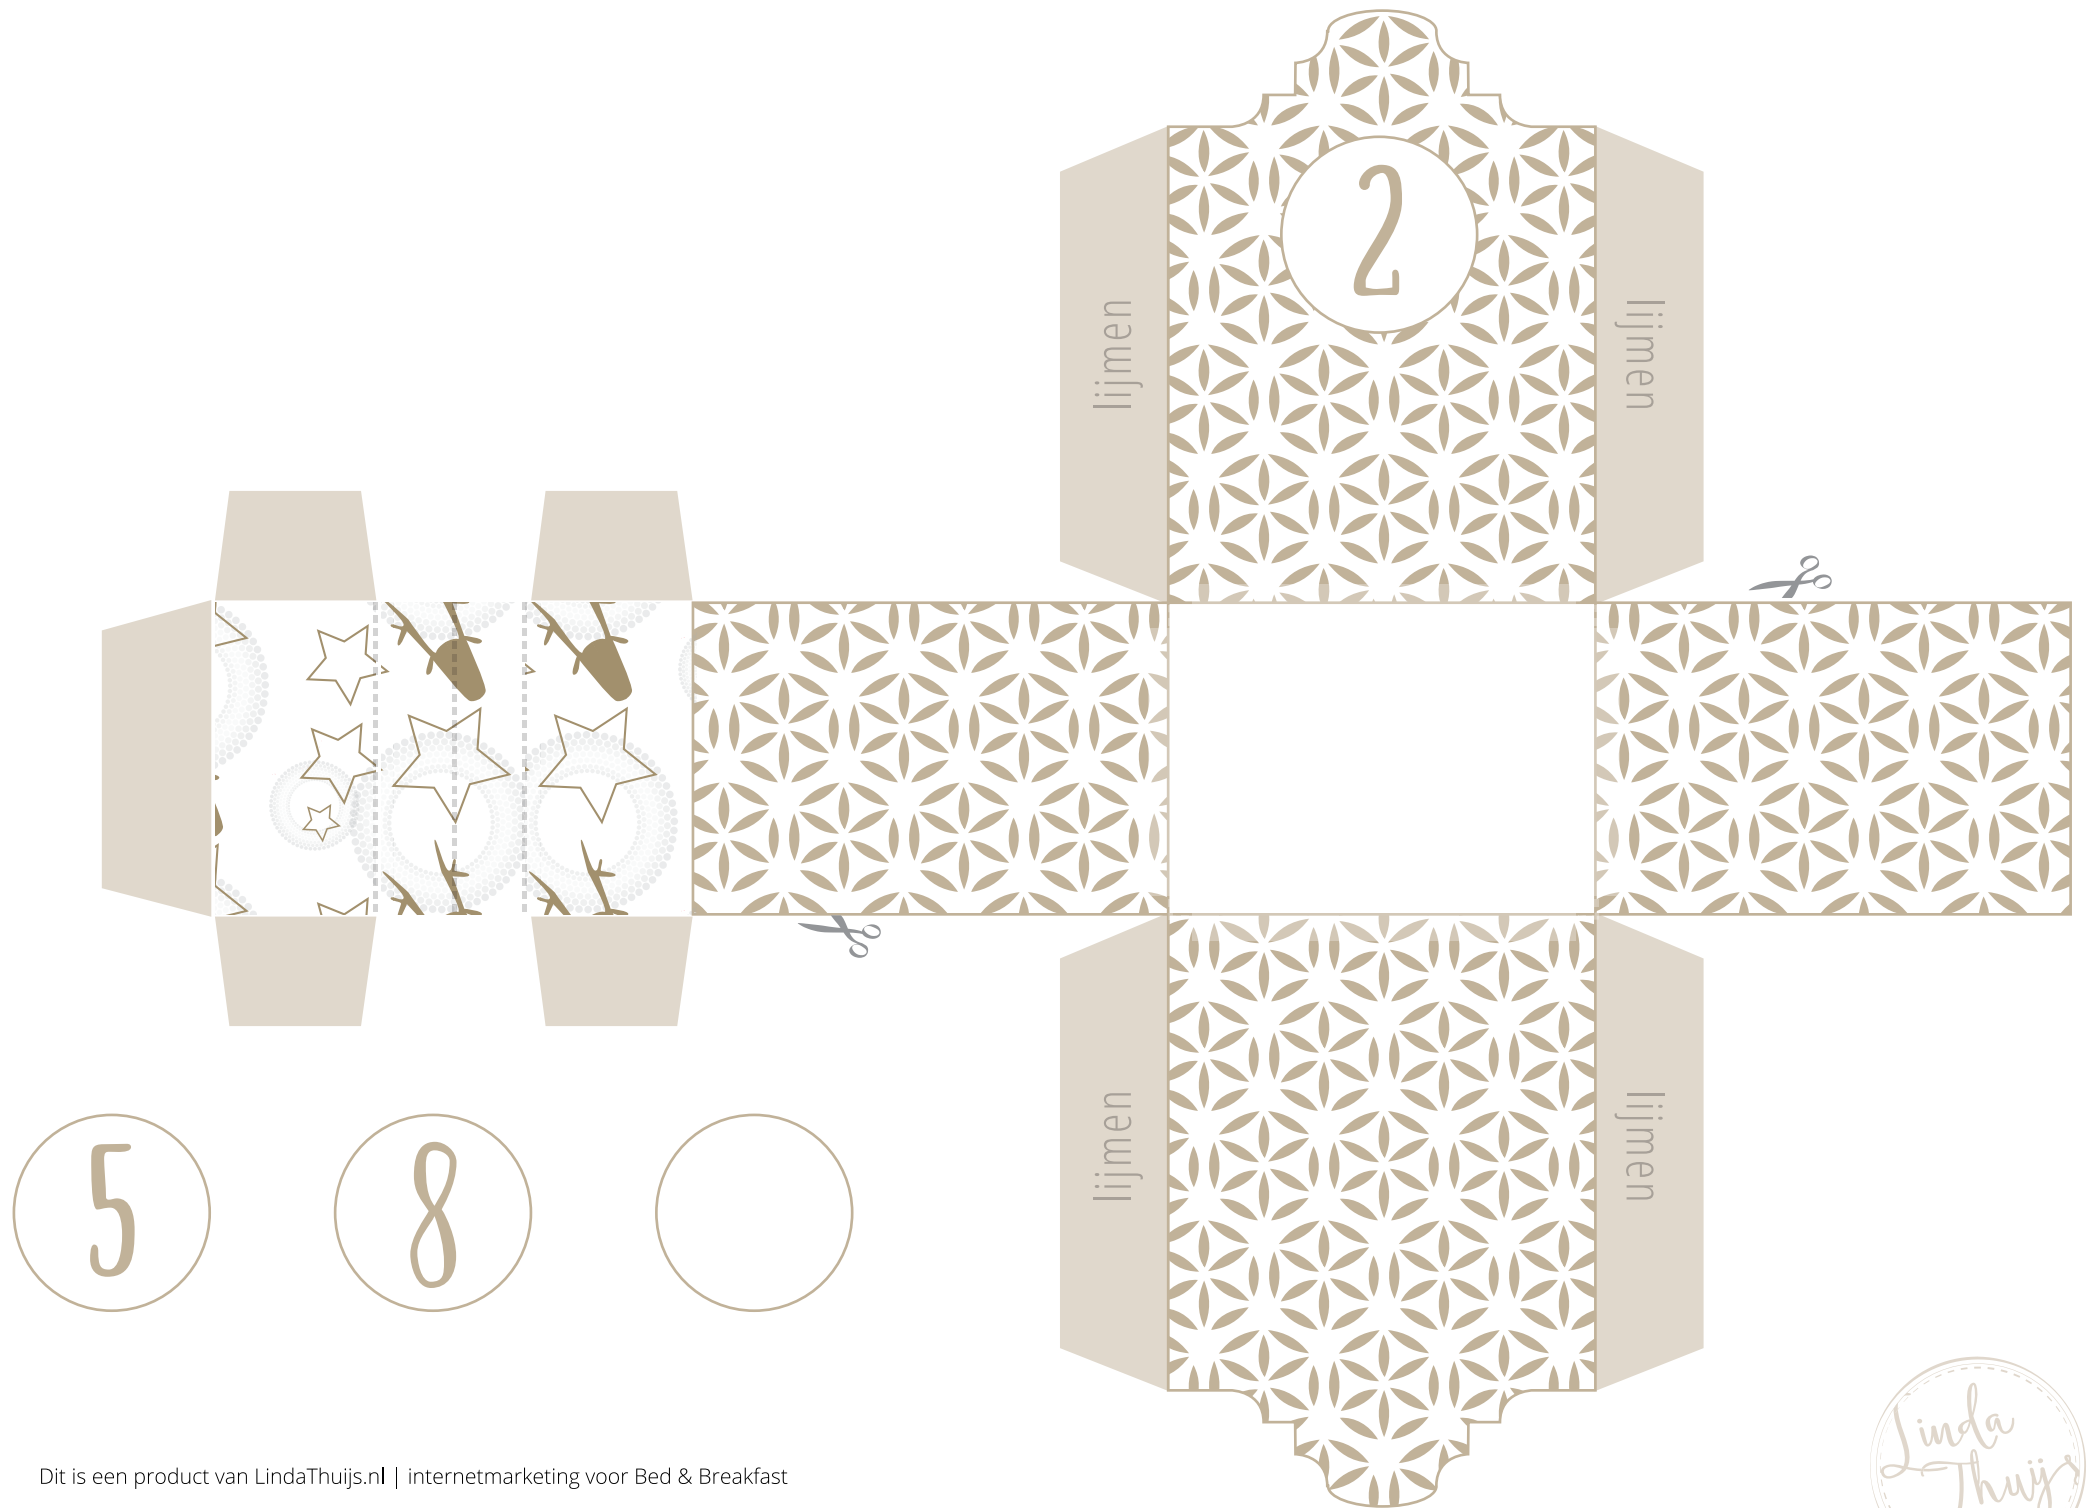 2
lijmen
lijmen
lijmen
lijmen
5
8
Dit is een product van LindaThuijs.nl | internetmarketing voor Bed & Breakfast
Linda
Thuijs